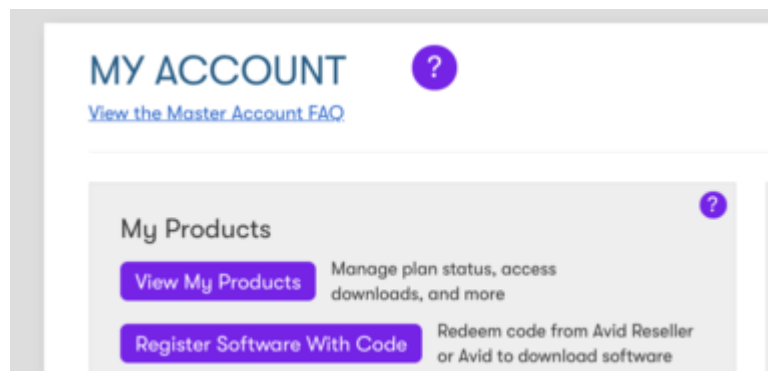 MY ACCOUNT ?
View the Master Account FAQ
?
My Products
View My Products
Manage plan status, access
downloads, and more
Register Software With Code
Redeem code from Avid Reseller
or Avid to download software